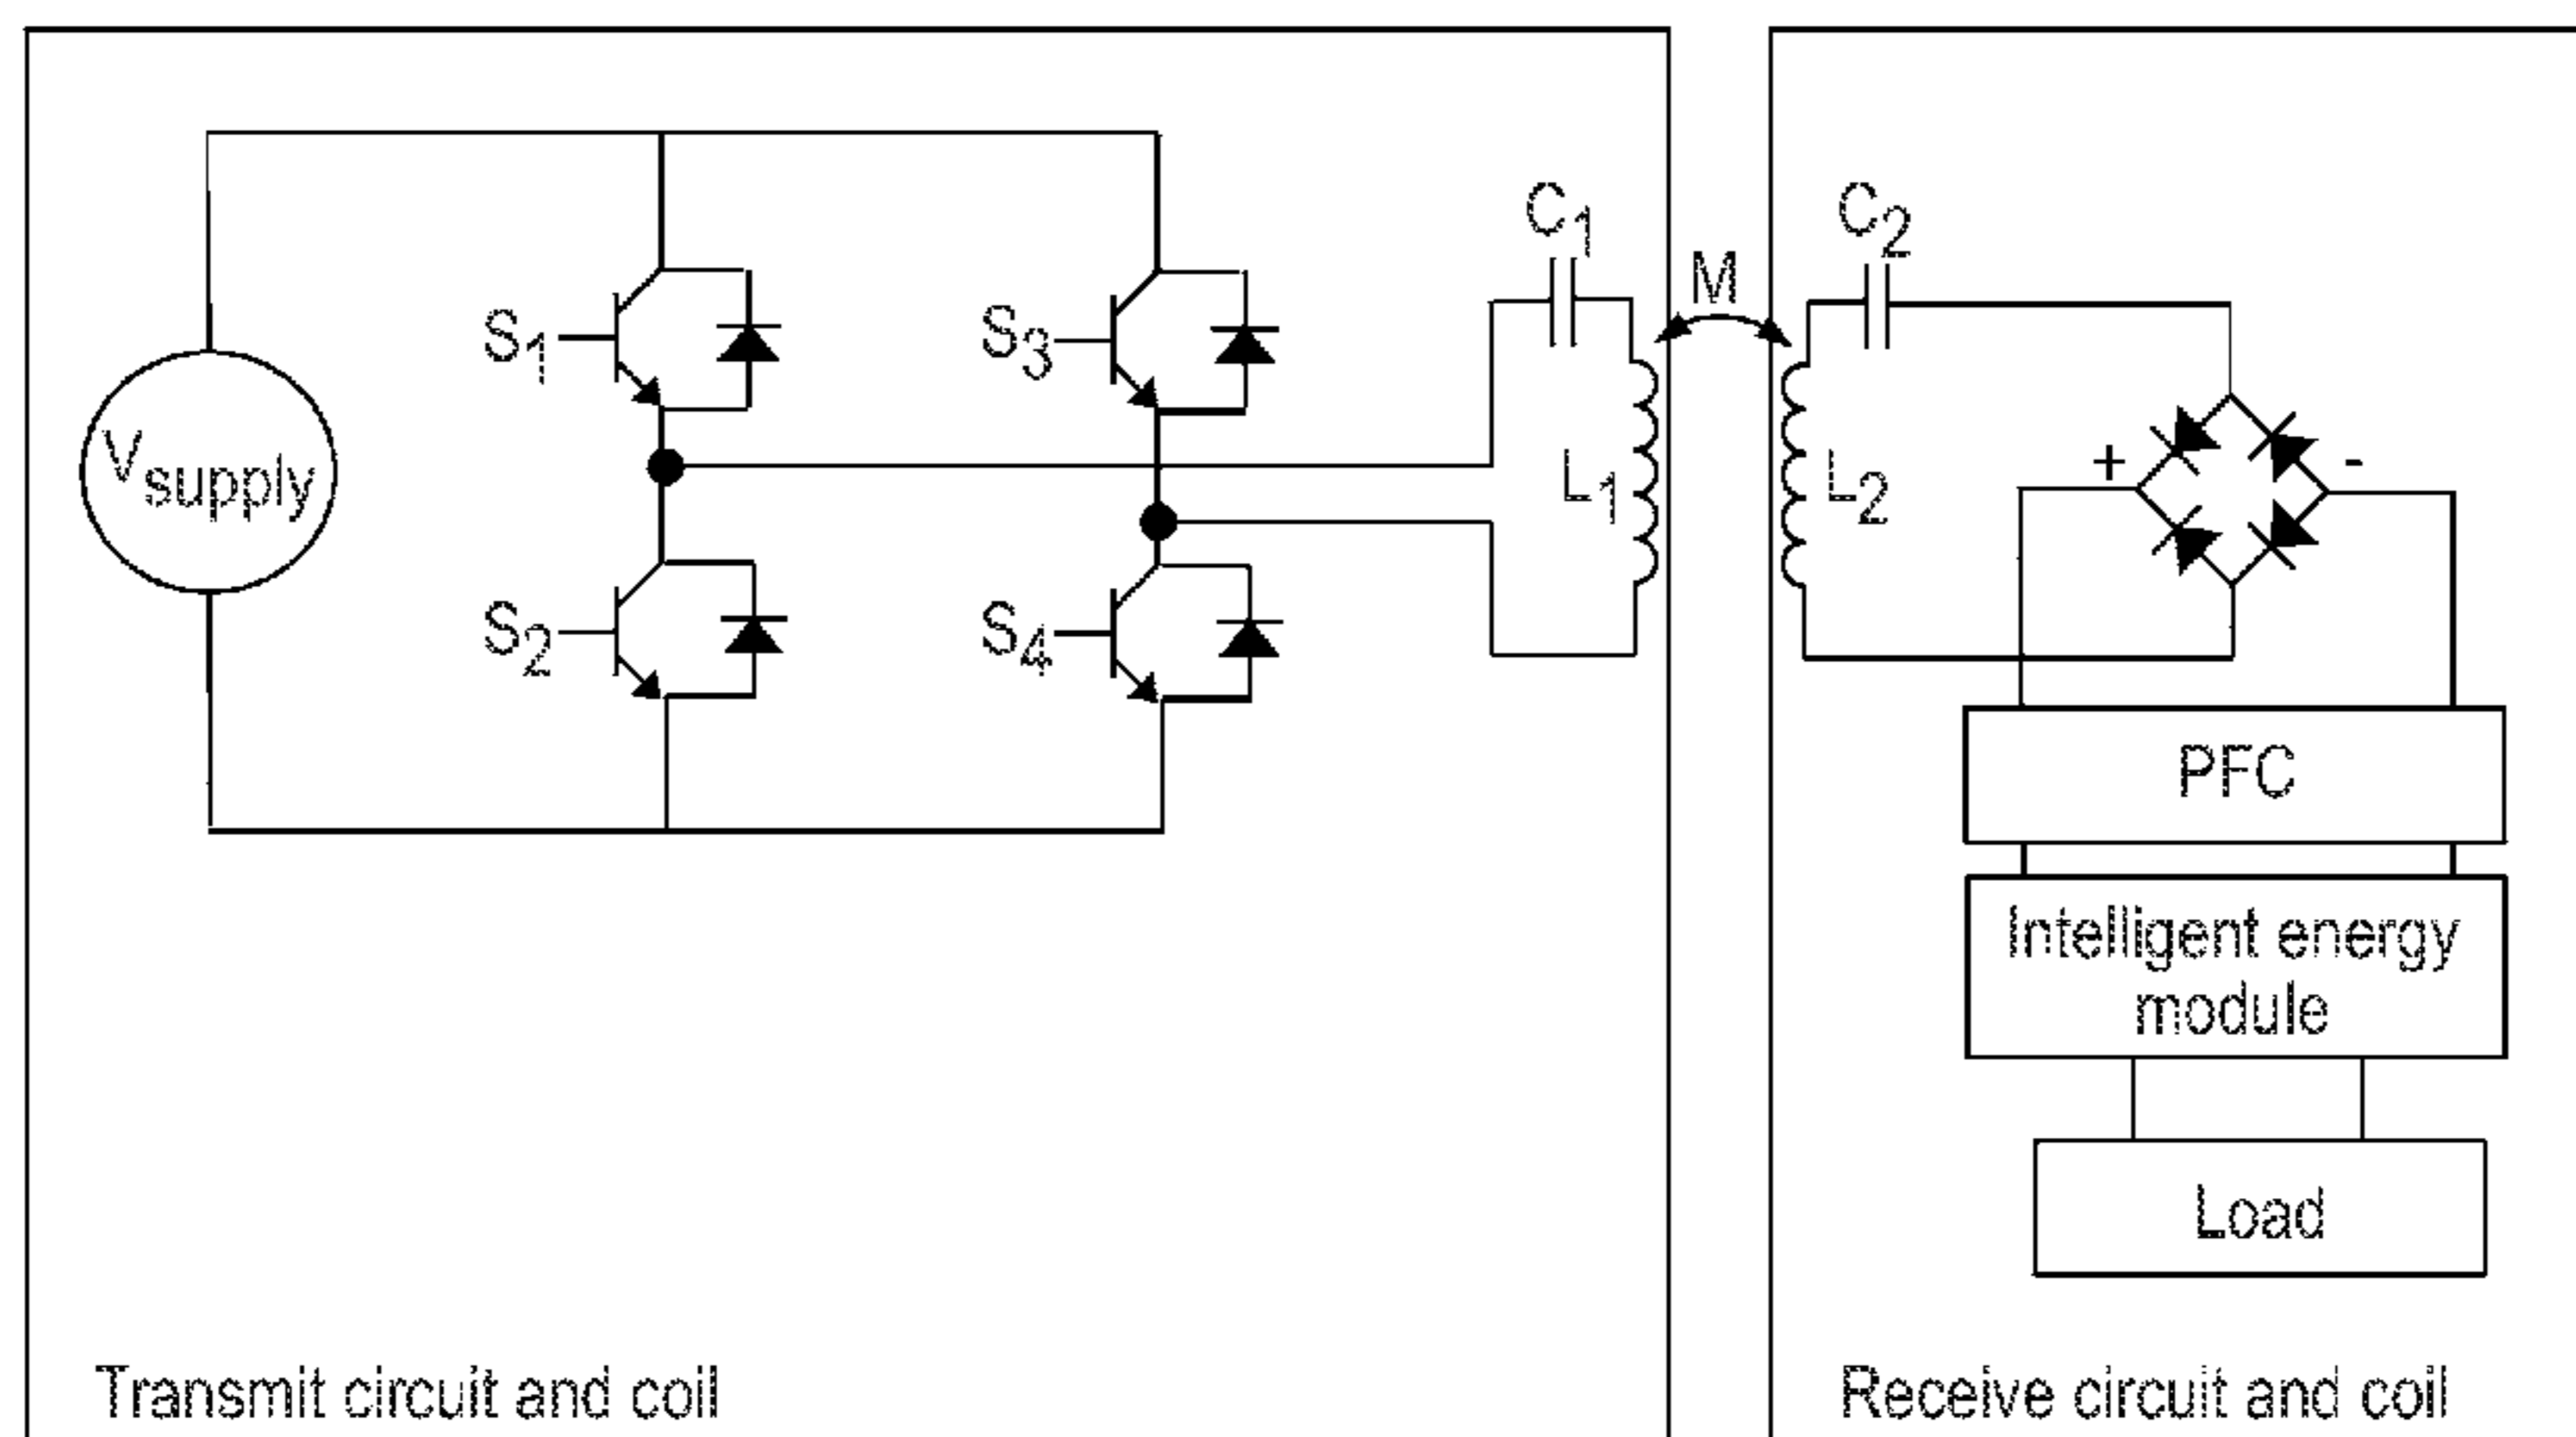 V supply
S1
S2
S3
S4
C1
L1
M
C2
L2
+
-
PFC
Intelligent energy
module
Load
Transmit circuit and coil
Receive circuit and coil